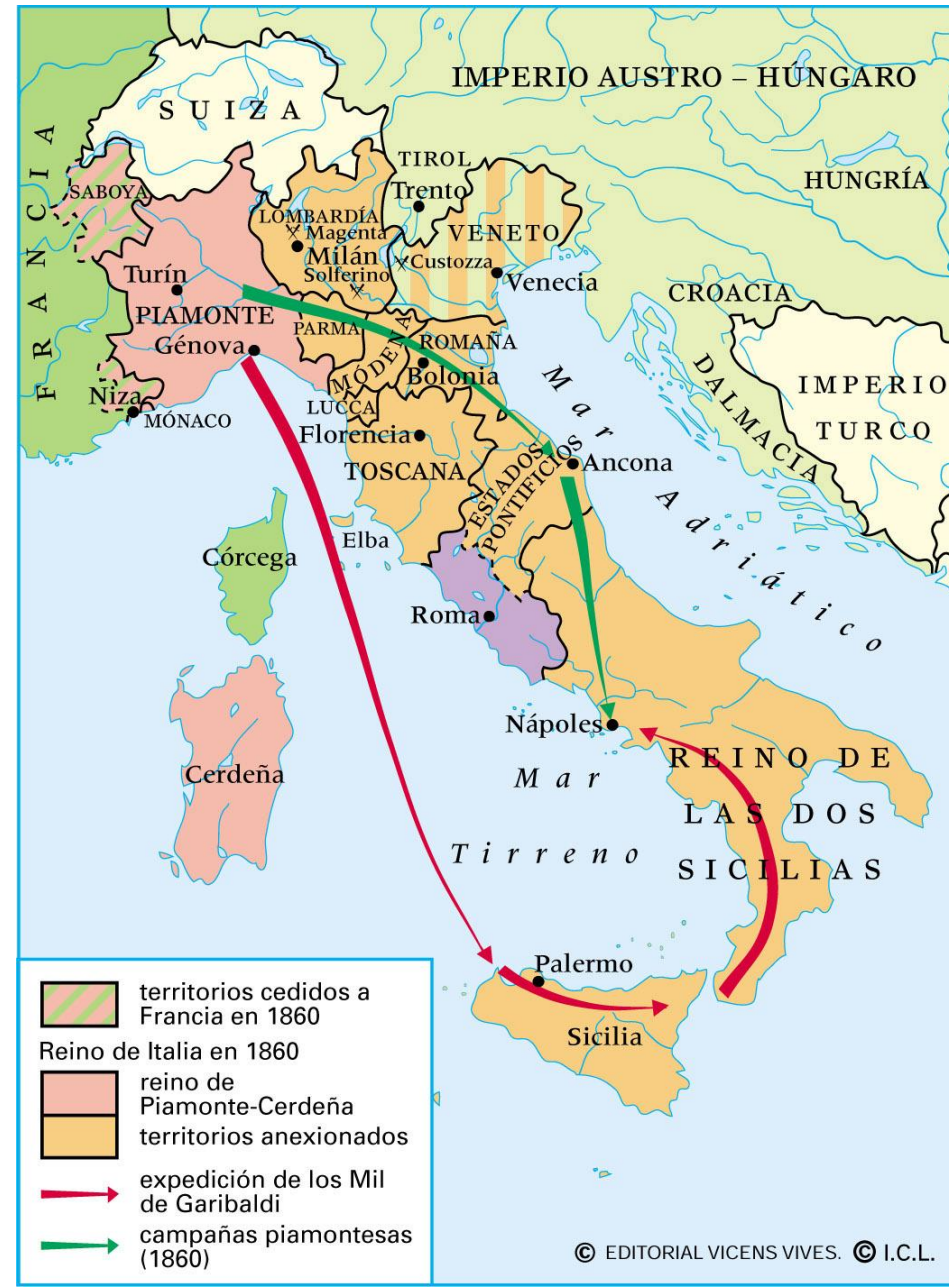 IMPERIO AUSTRO – HÚNGARO
SUIZA
FRANCIA
TIROL
Trento
HUNGRÍA
SABOYA
LOMBARDÍA
Magenta
Milán
Solferino
VENETO
Custozza
Venecia
Turín
PIAMONTE
Génova
PARMA
MÓDENA
ROMAÑA
Bolonia
CROACIA
DALMACIA
IMPERIO
TURCO
Niza
MÓNACO
LUCCA
Florencia
TOSCANA
ESTADOS
PONTIFICIOS
Ancona
Mar Adriático
Córcega
Elba
Roma
Nápoles
Cerdeña
Mar
Tirreno
REINO DE
LAS DOS
SICILIAS
Palermo
Sicilia
territorios cedidos a
Francia en 1860
Reino de Italia en 1860
reino de
Piamonte-Cerdeña
territorios anexionados
expedición de los Mil
de Garibaldi
campañas piamontesas
(1860)
© EDITORIAL VICENS VIVES. © I.C.L.